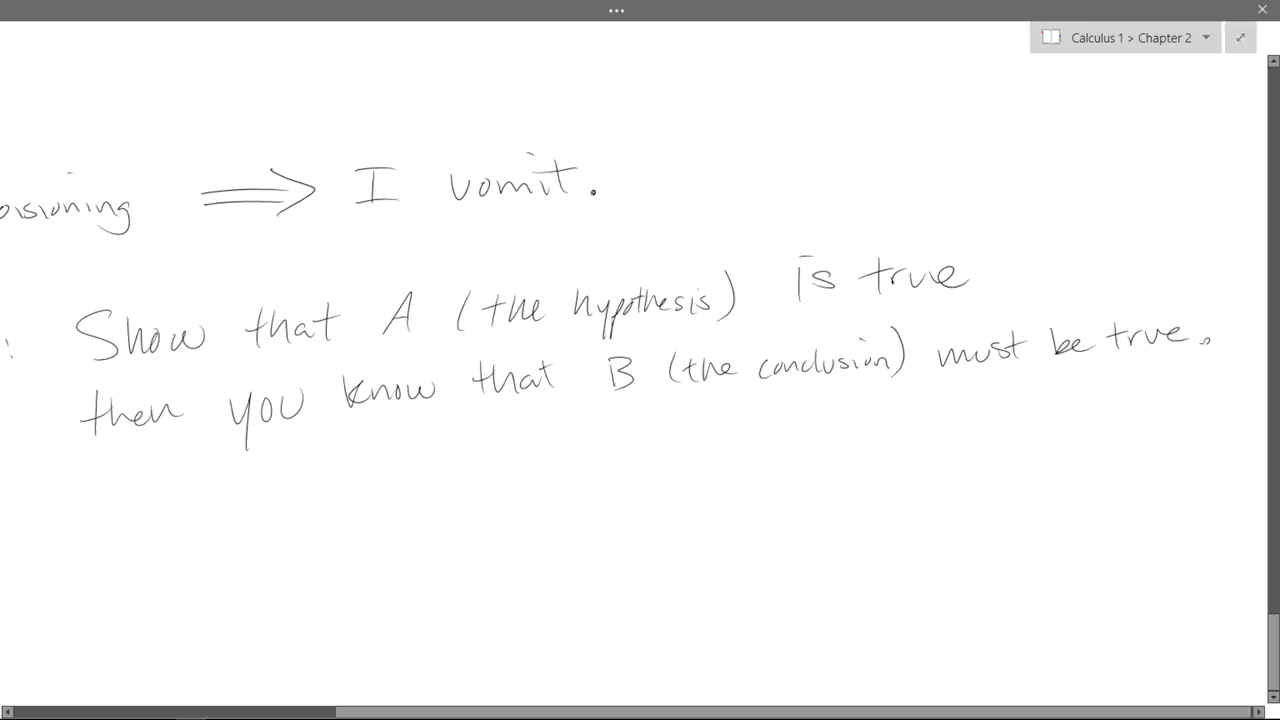 ...
Calculus 1 > Chapter 2
oisioning ⟹ I vomit.
: Show that A (the hypothesis) is true
then you know that B (the conclusion) must be true.